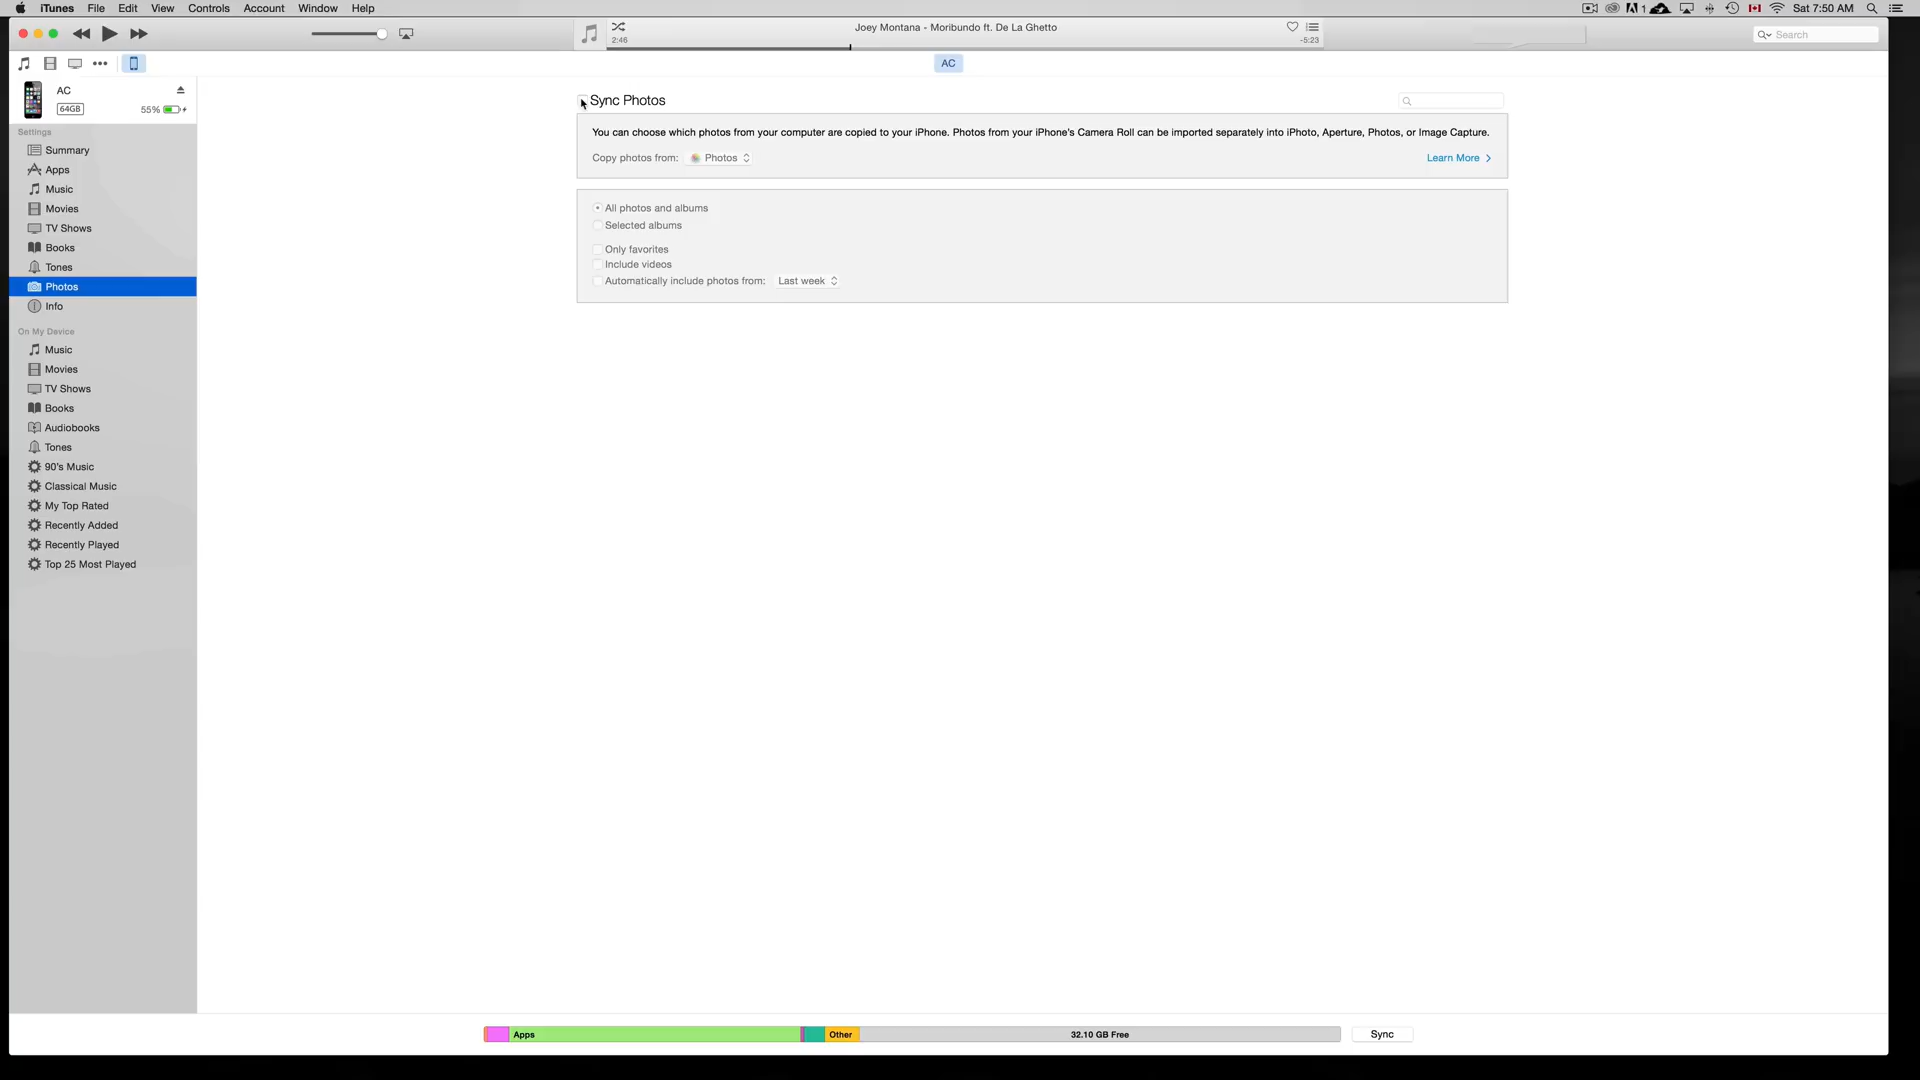 iTunes File Edit View Controls Account Window Help
1 Sat 7:50 AM
Joey Montana - Moribundo ft. De La Ghetto
2:46 -5:23
Search
AC
AC
64GB 55%
Settings
Summary
Apps
Music
Movies
TV Shows
Books
Tones
Photos
Info
On My Device
Music
Movies
TV Shows
Books
Audiobooks
Tones
90's Music
Classical Music
My Top Rated
Recently Added
Recently Played
Top 25 Most Played
Sync Photos
You can choose which photos from your computer are copied to your iPhone. Photos from your iPhone's Camera Roll can be imported separately into iPhoto, Aperture, Photos, or Image Capture.
Copy photos from: Photos Learn More
All photos and albums
Selected albums
Only favorites
Include videos
Automatically include photos from: Last week
Apps Other 32.10 GB Free Sync